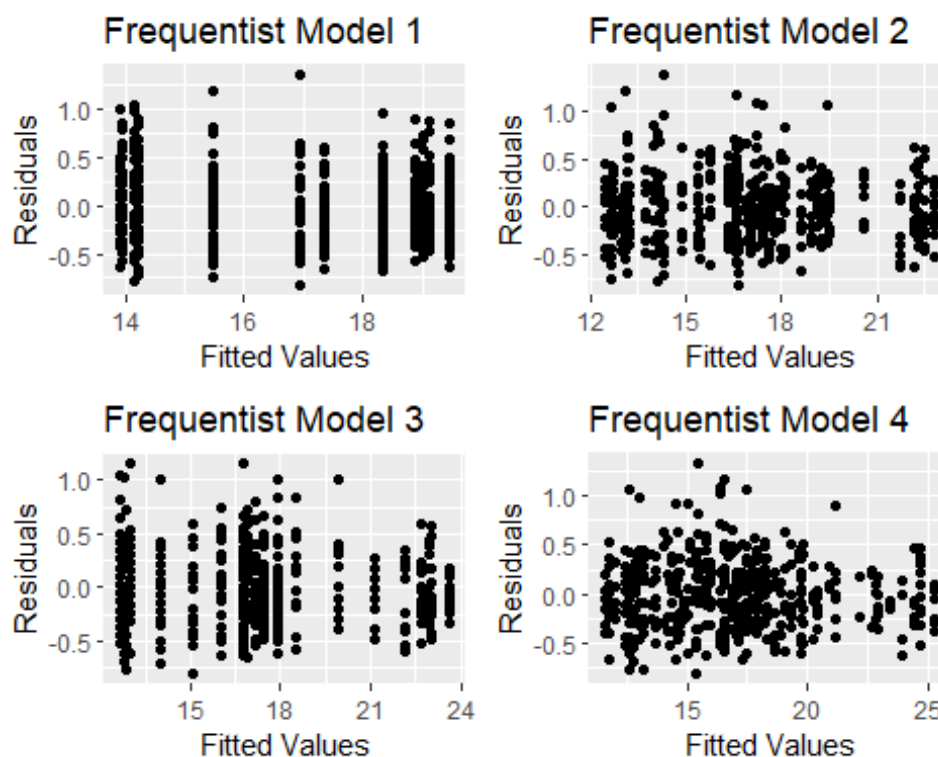 Frequentist Model 1
Residuals
1.0
0.5
0.0
-0.5
14
16
18
Fitted Values
Frequentist Model 2
Residuals
1.0
0.5
0.0
-0.5
12
15
18
21
Fitted Values
Frequentist Model 3
Residuals
1.0
0.5
0.0
-0.5
15
18
21
24
Fitted Values
Frequentist Model 4
Residuals
1.0
0.5
0.0
-0.5
15
20
25
Fitted Values